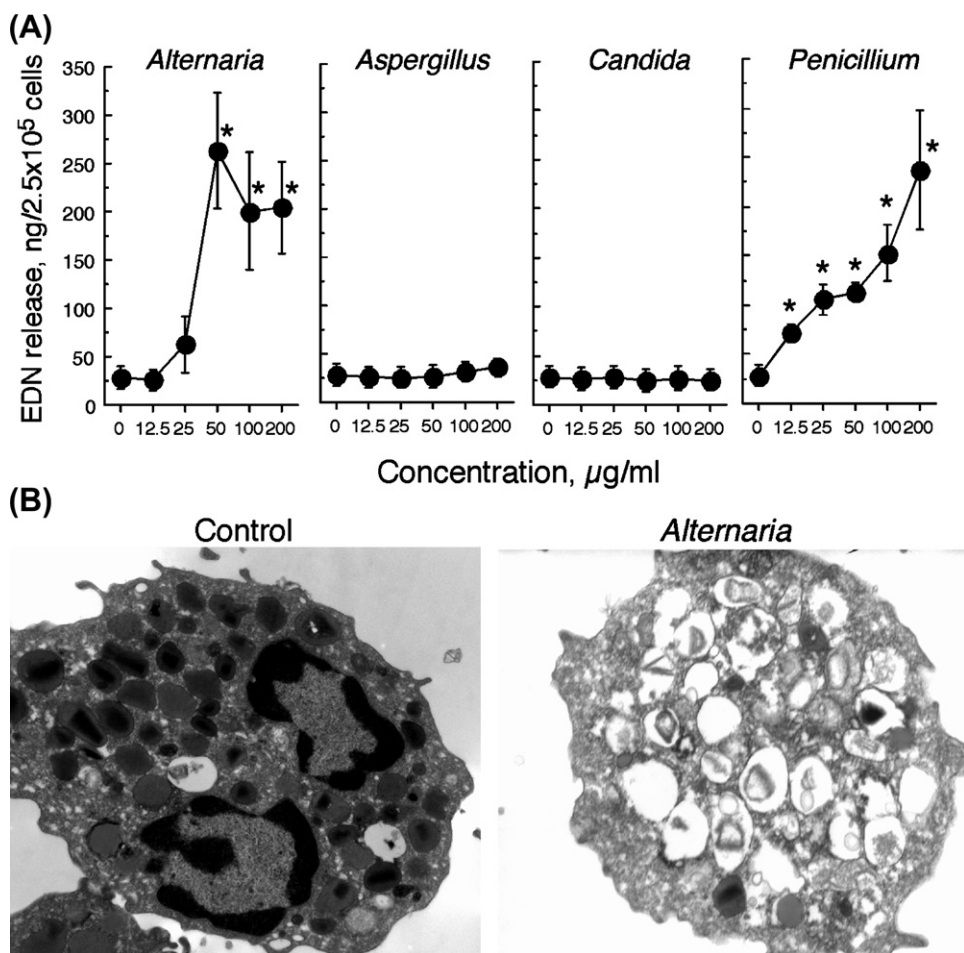 (A)
Alternaria Aspergillus Candida Penicillium
EDN release, ng/2.5x10⁵ cells
350
300
250
200
150
100
50
0
* * *
* * * * *
0 12.5 25 50 100 200 0 12.5 25 50 100 200 0 12.5 25 50 100 200 0 12.5 25 50 100 200
Concentration, µg/ml
(B)
Control Alternaria